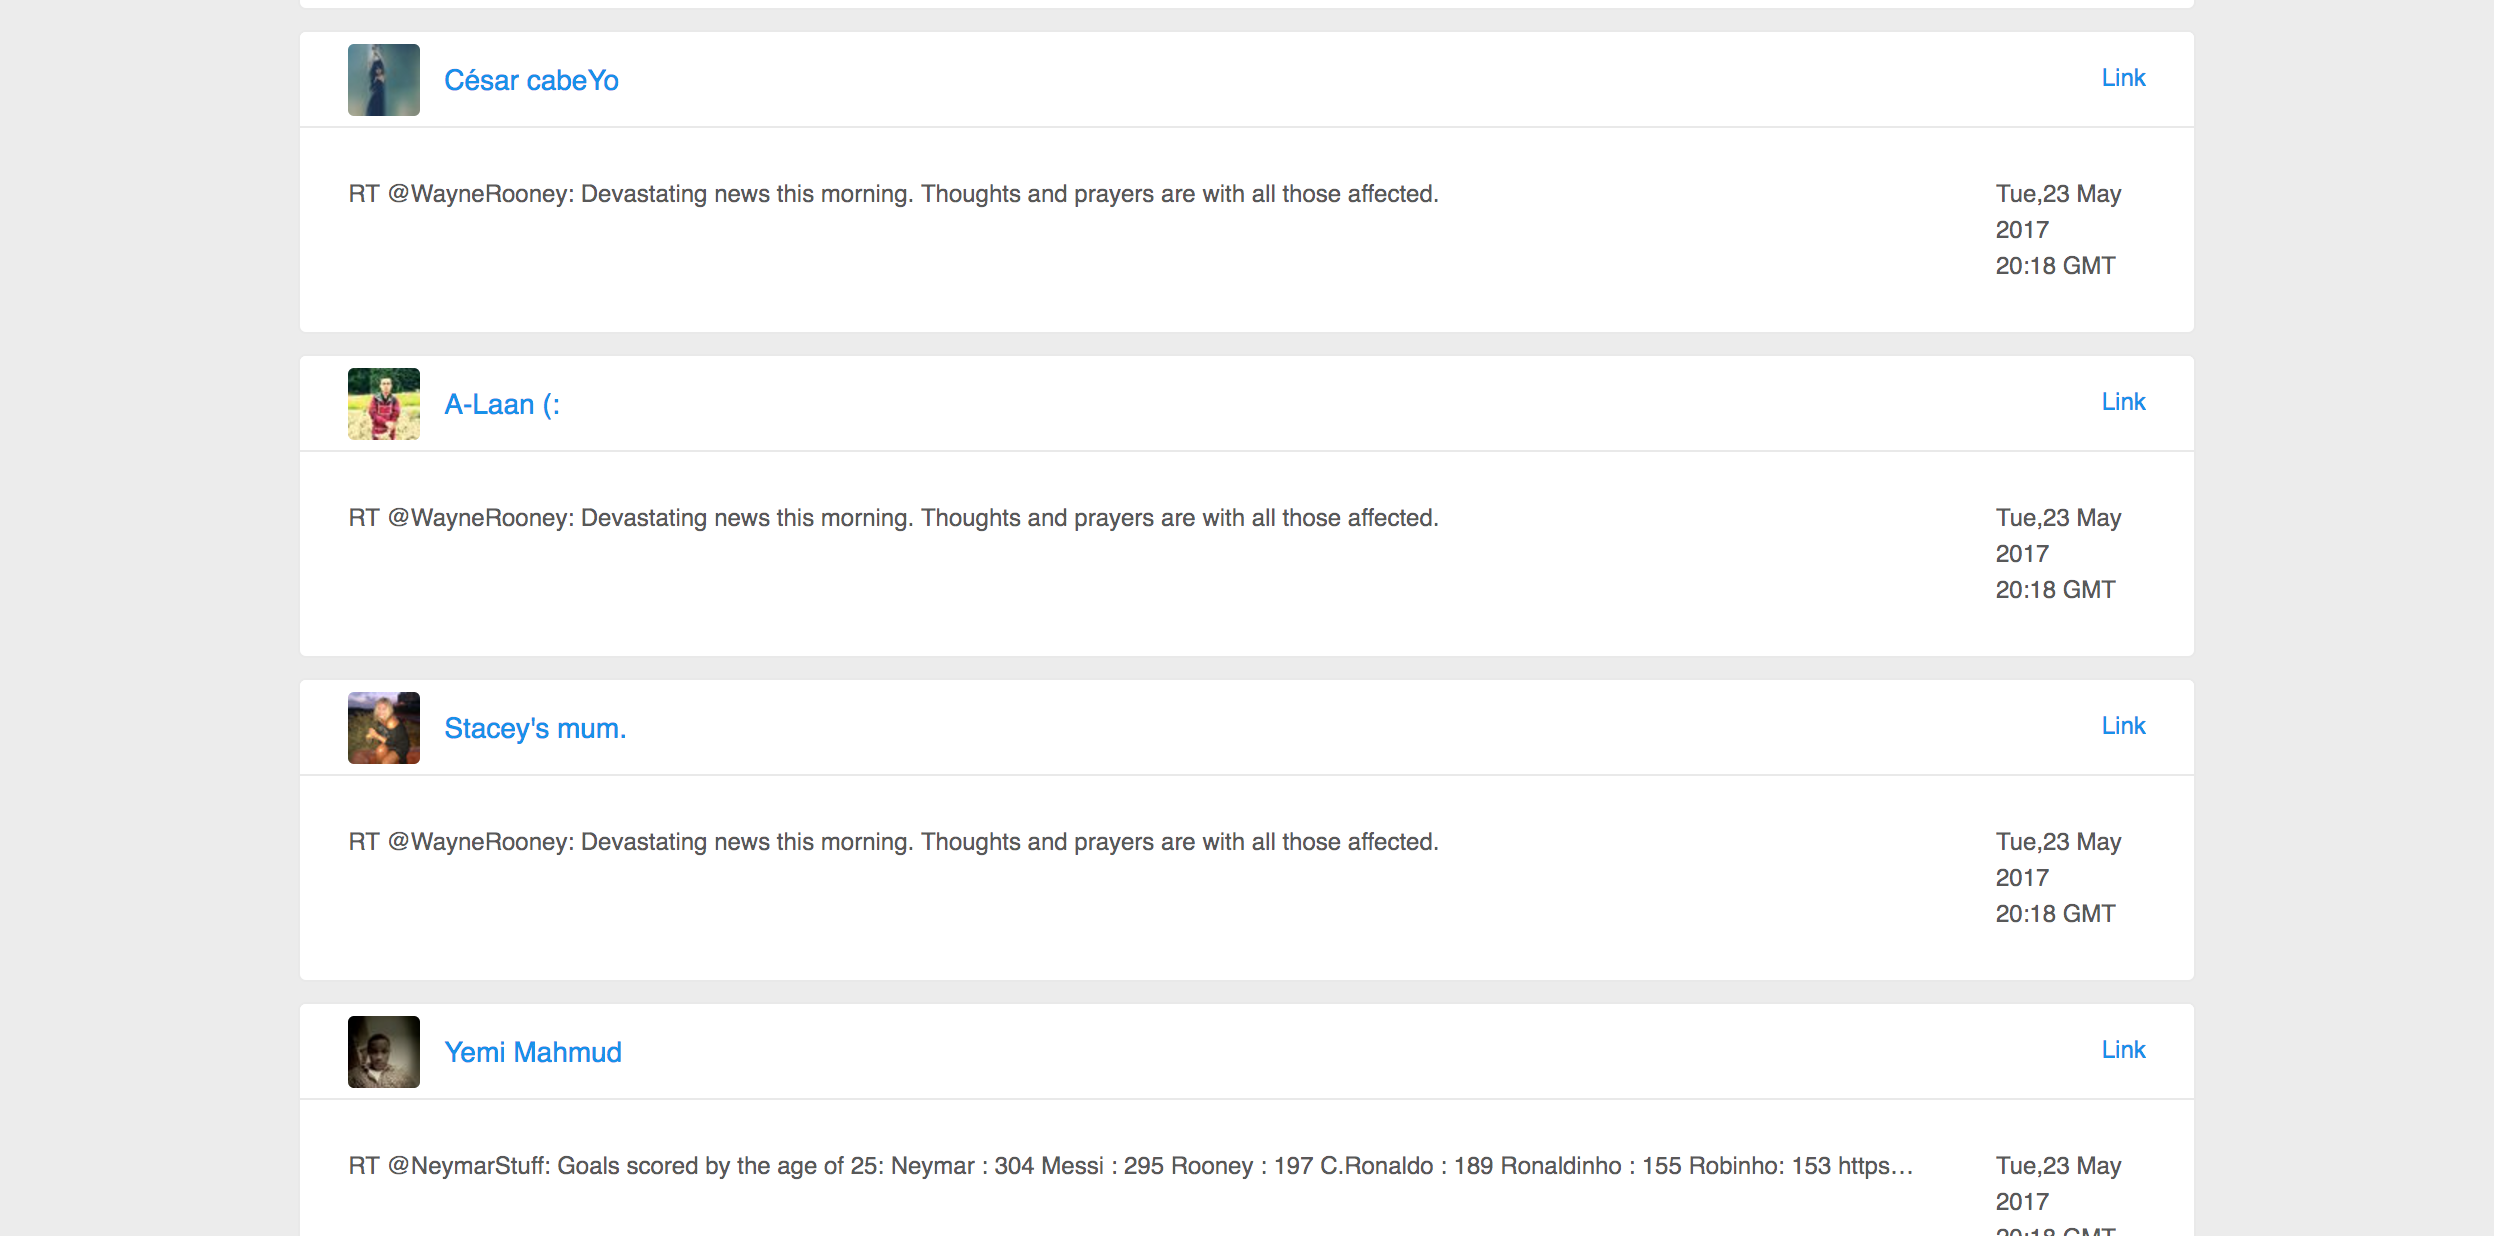 César cabeYo
Link
RT @WayneRooney: Devastating news this morning. Thoughts and prayers are with all those affected.
Tue,23 May
2017
20:18 GMT
A-Laan (:
Link
RT @WayneRooney: Devastating news this morning. Thoughts and prayers are with all those affected.
Tue,23 May
2017
20:18 GMT
Stacey's mum.
Link
RT @WayneRooney: Devastating news this morning. Thoughts and prayers are with all those affected.
Tue,23 May
2017
20:18 GMT
Yemi Mahmud
Link
RT @NeymarStuff: Goals scored by the age of 25: Neymar : 304 Messi : 295 Rooney : 197 C.Ronaldo : 189 Ronaldinho : 155 Robinho: 153 https…
Tue,23 May
2017
20:18 GMT